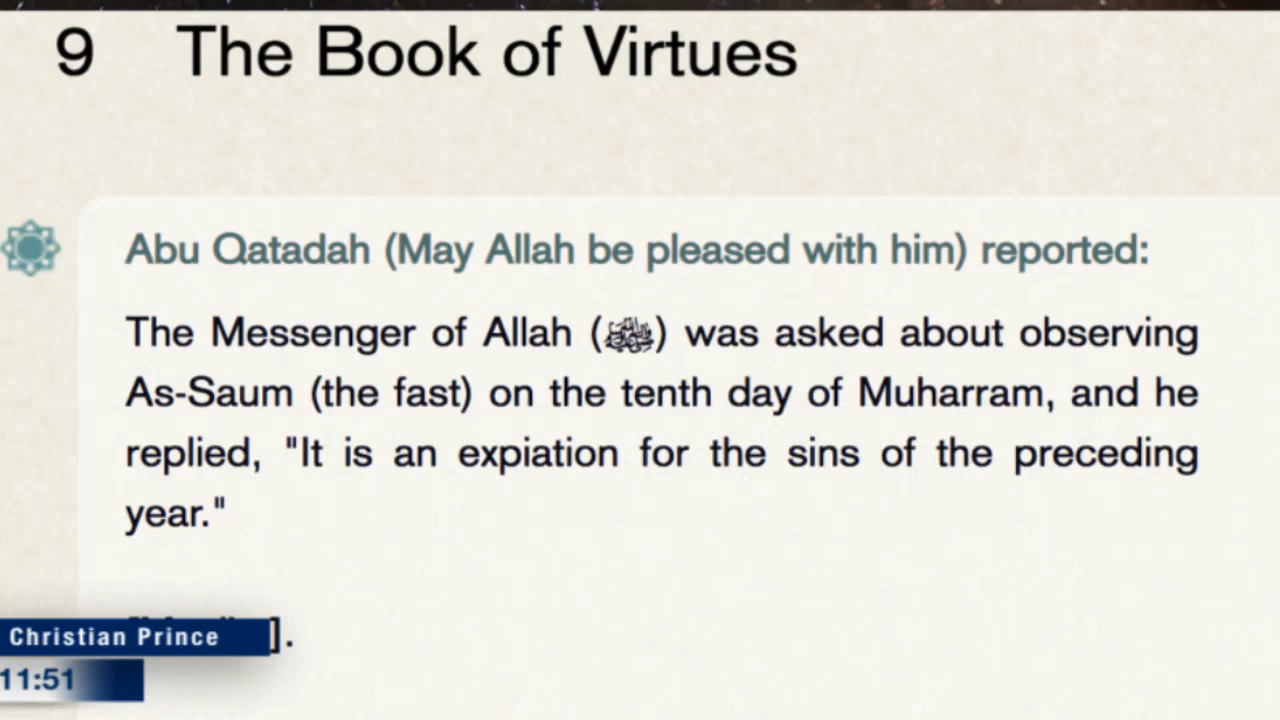 9 The Book of Virtues
Abu Qatadah (May Allah be pleased with him) reported:
The Messenger of Allah (ﷺ) was asked about observing
As-Saum (the fast) on the tenth day of Muharram, and he
replied, "It is an expiation for the sins of the preceding
year."
].
Christian Prince
11:51